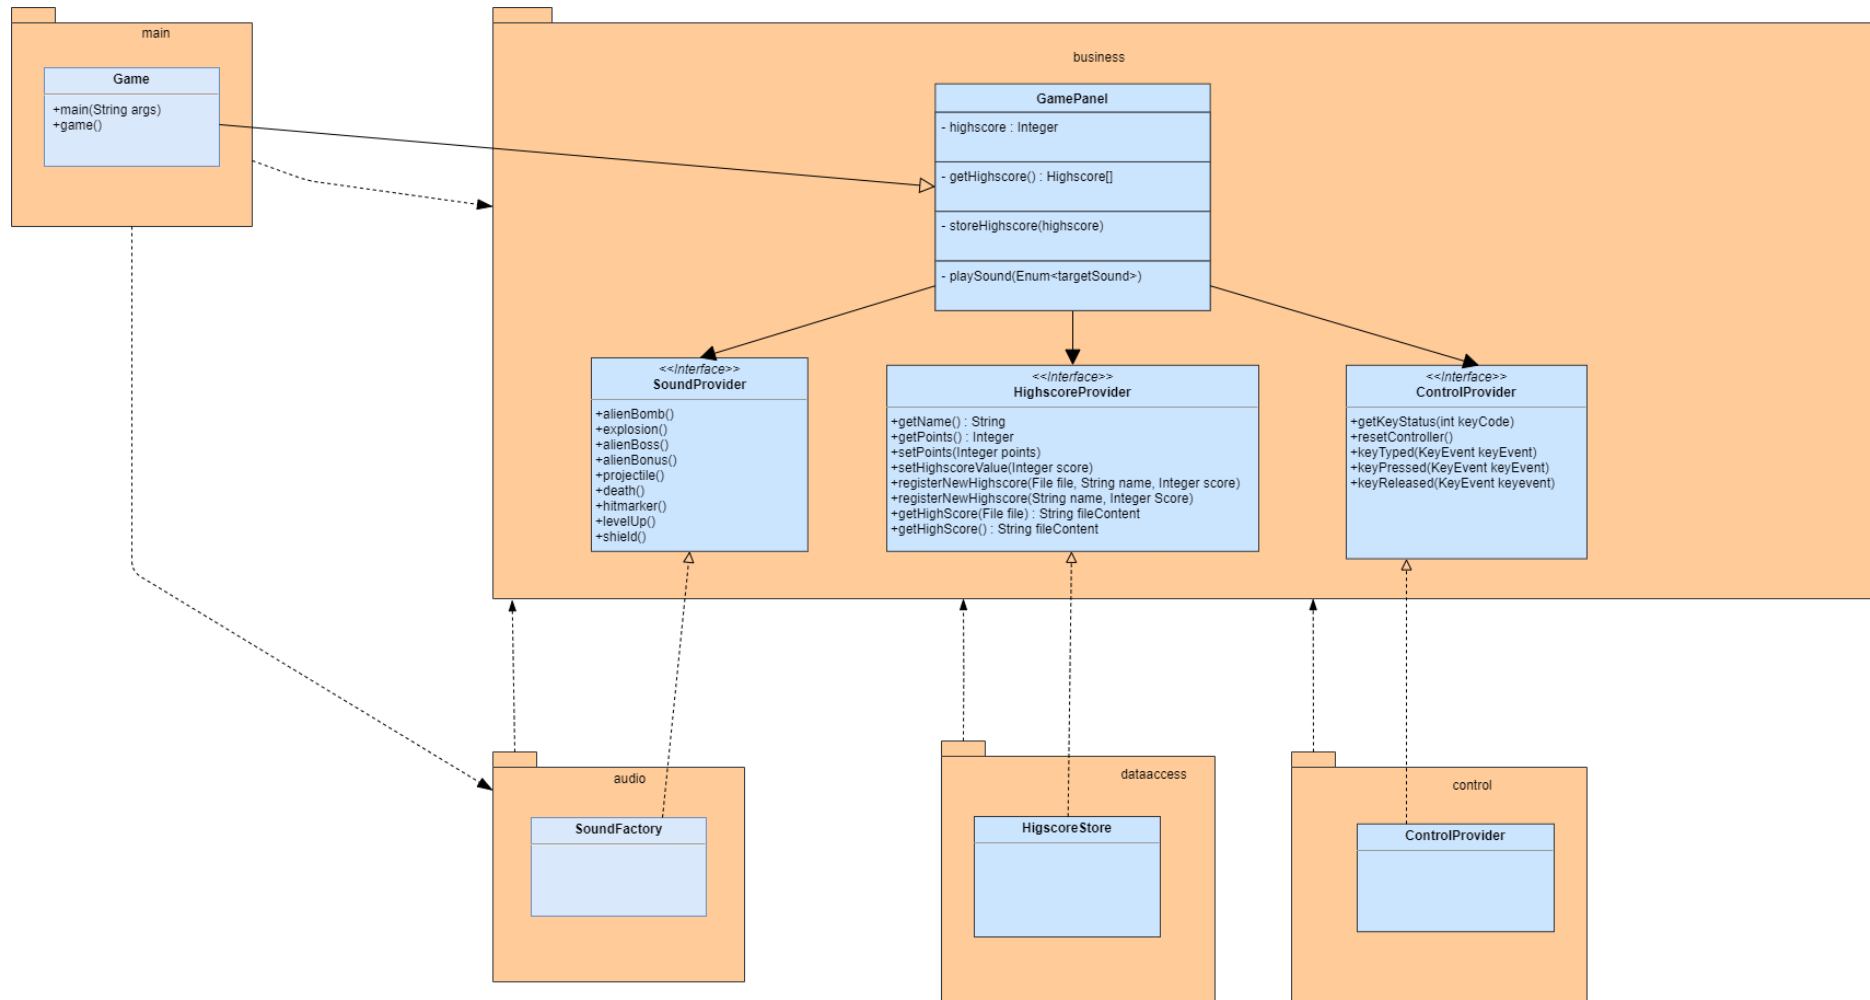 main
Game
+main(String args)
+game()
business
GamePanel
- highscore : Integer
- getHighscore() : Highscore[]
- storeHighscore(highscore)
- playSound(Enum<targetSound>)
<<Interface>>
SoundProvider
+alienBomb()
+explosion()
+alienBoss()
+alienBonus()
+projectile()
+death()
+hitmarker()
+levelUp()
+shield()
<<Interface>>
HighscoreProvider
+getName() : String
+getPoints() : Integer
+setPoints(Integer points)
+setHighscoreValue(Integer score)
+registerNewHighscore(File file, String name, Integer score)
+registerNewHighscore(String name, Integer Score)
+getHighScore(File file) : String fileContent
+getHighScore() : String fileContent
<<Interface>>
ControlProvider
+getKeyStatus(int keyCode)
+resetController()
+keyTyped(KeyEvent keyEvent)
+keyPressed(KeyEvent keyEvent)
+keyReleased(KeyEvent keyevent)
audio
SoundFactory
dataaccess
HigscoreStore
control
ControlProvider